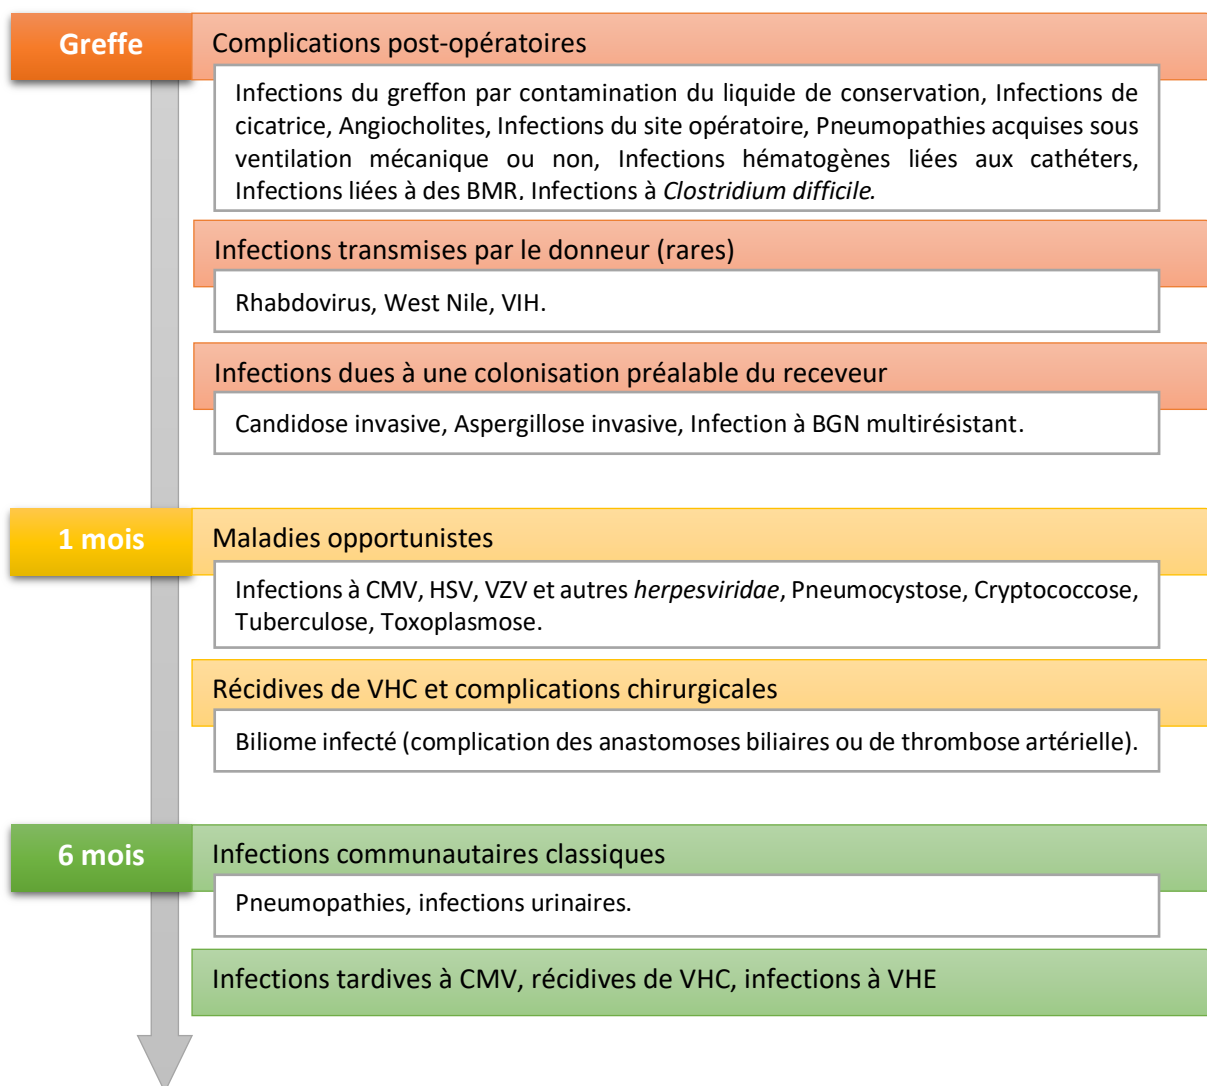 Greffe
Complications post-opératoires
Infections du greffon par contamination du liquide de conservation, Infections de
cicatrice, Angiocholites, Infections du site opératoire, Pneumopathies acquises sous
ventilation mécanique ou non, Infections hématogènes liées aux cathéters,
Infections liées à des BMR, Infections à Clostridium difficile.
Infections transmises par le donneur (rares)
Rhabdovirus, West Nile, VIH.
Infections dues à une colonisation préalable du receveur
Candidose invasive, Aspergillose invasive, Infection à BGN multirésistant.
1 mois
Maladies opportunistes
Infections à CMV, HSV, VZV et autres herpesviridae, Pneumocystose, Cryptococcose,
Tuberculose, Toxoplasmose.
Récidives de VHC et complications chirurgicales
Biliome infecté (complication des anastomoses biliaires ou de thrombose artérielle).
6 mois
Infections communautaires classiques
Pneumopathies, infections urinaires.
Infections tardives à CMV, récidives de VHC, infections à VHE